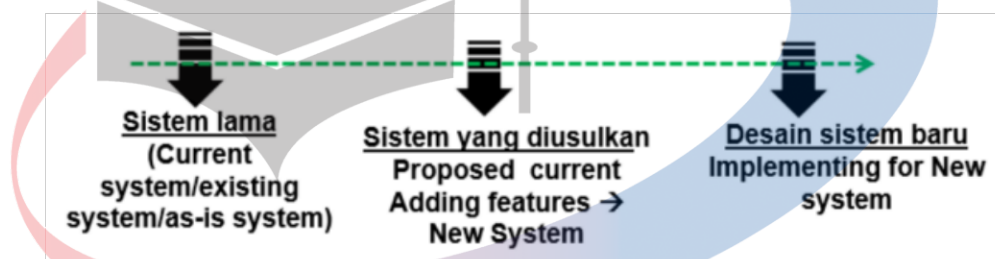 Sistem lama
(Current
system/existing
system/as-is system)
Sistem yang diusulkan
Proposed current
Adding features →
New System
Desain sistem baru
Implementing for New
system